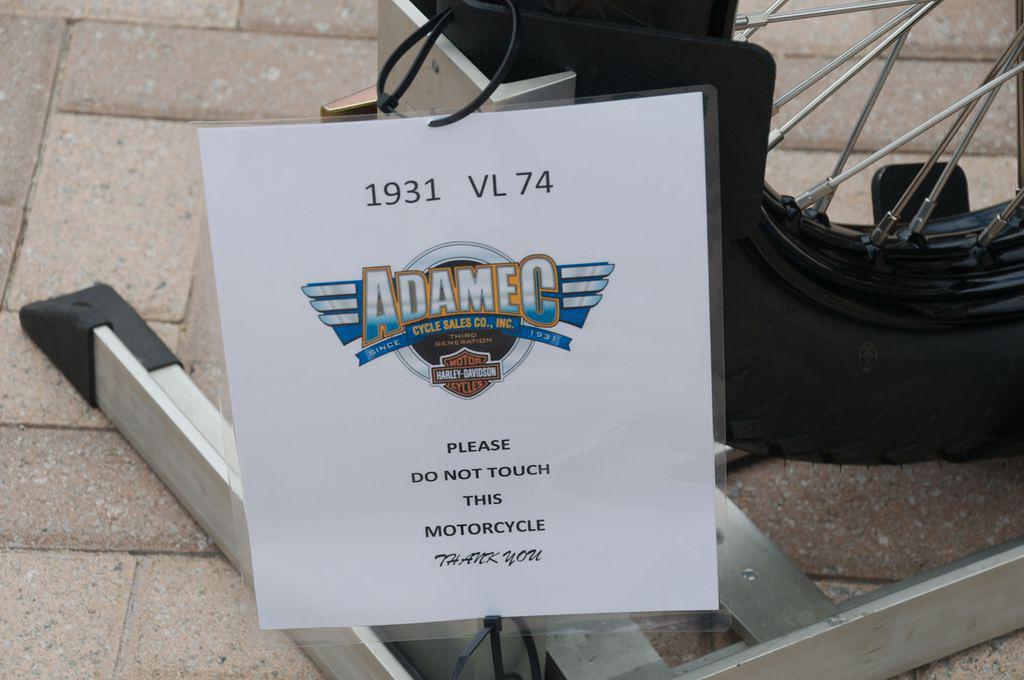 1931 VL 74
ADAMEC
CYCLE SALES CO., INC.
SINCE THIRD GENERATION 1931
MOTOR
HARLEY-DAVIDSON
CYCLES
PLEASE
DO NOT TOUCH
THIS
MOTORCYCLE
THANK YOU